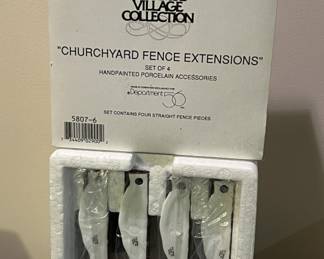 VILLAGE
COLLECTION
"CHURCHYARD FENCE EXTENSIONS"
SET OF 4
HANDPAINTED PORCELAIN ACCESSORIES
Department 56
5807-6
SET CONTAINS FOUR STRAIGHT FENCE PIECES